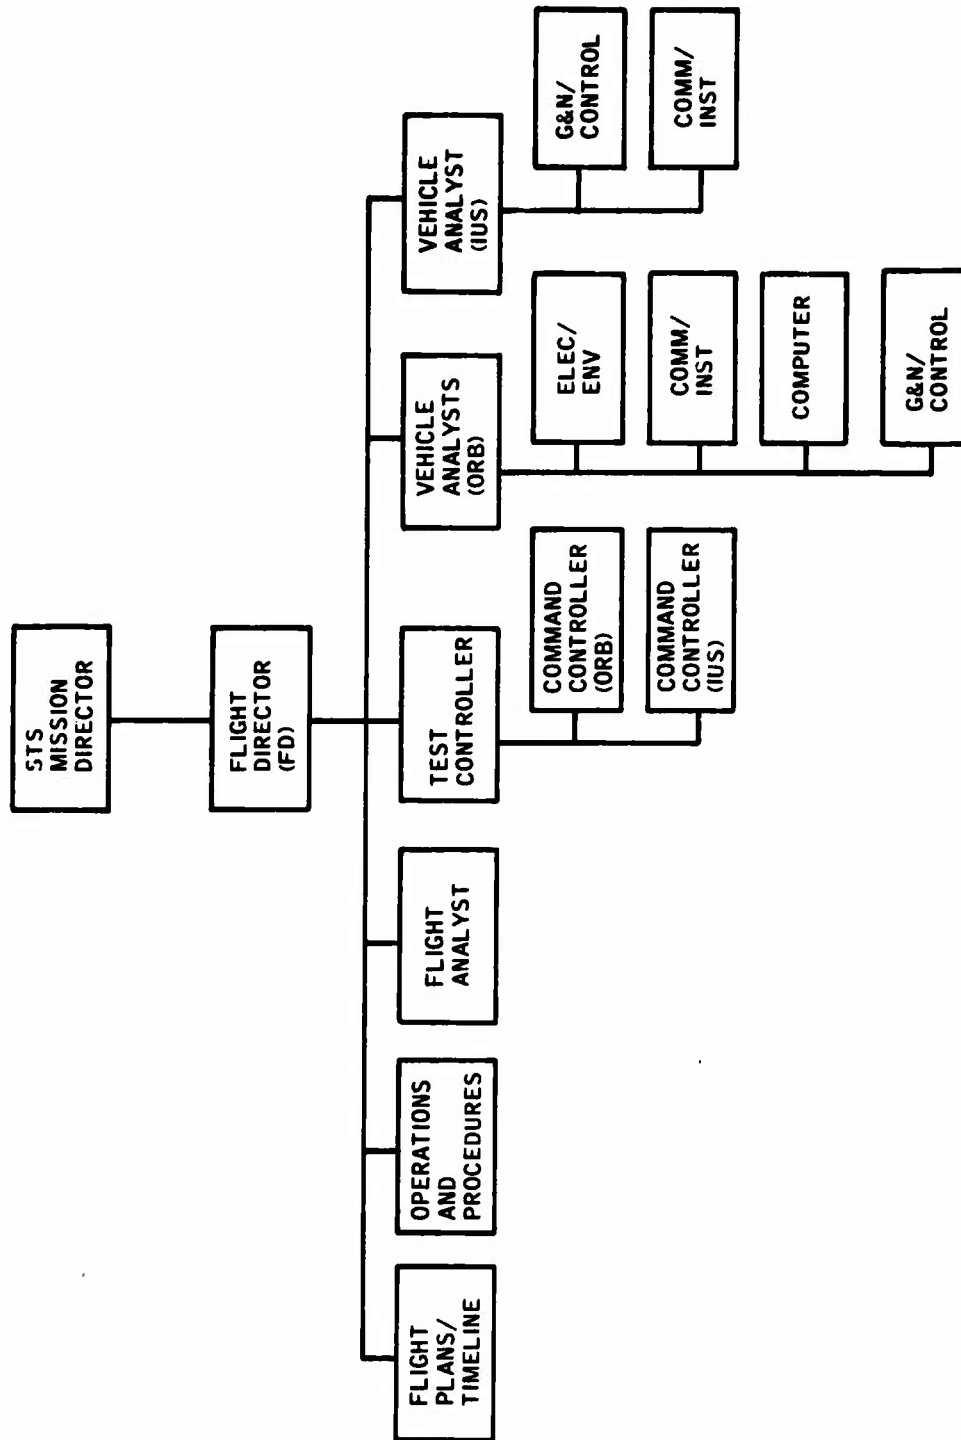 STS
MISSION
DIRECTOR
FLIGHT
DIRECTOR
(FD)
FLIGHT
PLANS/
TIMELINE
OPERATIONS
AND
PROCEDURES
FLIGHT
ANALYST
TEST
CONTROLLER
COMMAND
CONTROLLER
(ORB)
COMMAND
CONTROLLER
(IUS)
VEHICLE
ANALYSTS
(ORB)
ELEC/
ENV
COMM/
INST
COMPUTER
G&N/
CONTROL
VEHICLE
ANALYST
(IUS)
G&N/
CONTROL
COMM/
INST